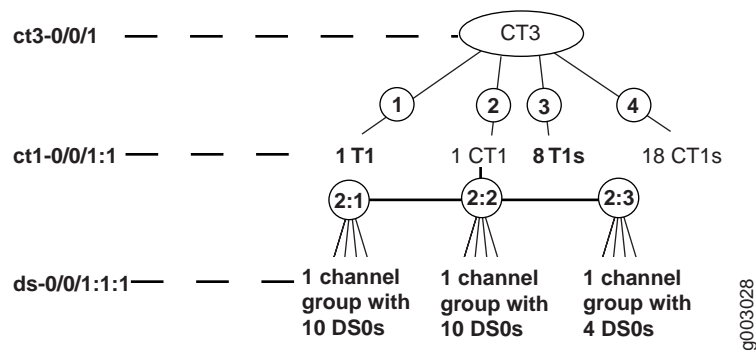 ct3-0/0/1
CT3
1
2
3
4
ct1-0/0/1:1
1 T1
1 CT1
8 T1s
18 CT1s
2:1
2:2
2:3
ds-0/0/1:1:1
1 channel
group with
10 DS0s
1 channel
group with
10 DS0s
1 channel
group with
4 DS0s
g003028